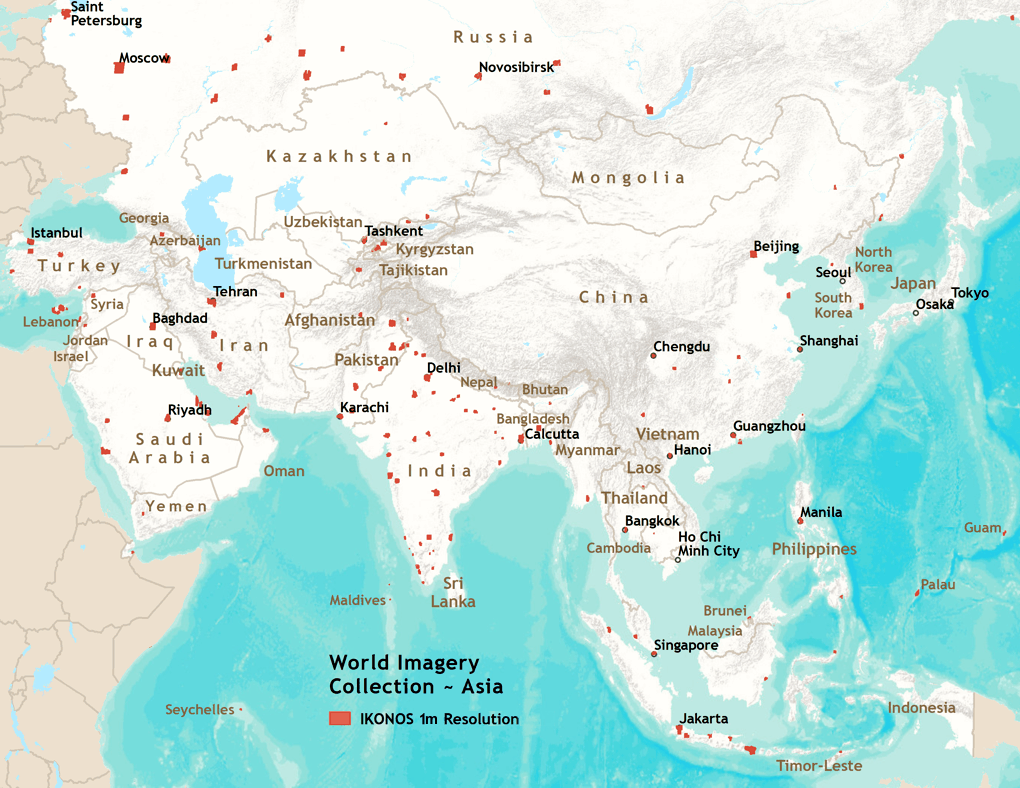 Saint
Petersburg
Russia
Moscow
Novosibirsk
Kazakhstan
Mongolia
Georgia
Uzbekistan
Istanbul
Azerbaijan
Tashkent
Kyrgyzstan
Beijing
North
Korea
Turkey
Turkmenistan
Tajikistan
Seoul
Japan
Syria
Tehran
China
South
Korea
Tokyo
Osaka
Lebanon
Baghdad
Afghanistan
Jordan
Iraq
Iran
Shanghai
Israel
Pakistan
Chengdu
Kuwait
Delhi
Nepal
Bhutan
Riyadh
Karachi
Bangladesh
Calcutta
Guangzhou
Saudi
Arabia
Vietnam
Myanmar
Hanoi
Oman
India
Laos
Yemen
Thailand
Manila
Bangkok
Guam
Cambodia
Ho Chi
Minh City
Philippines
Sri
Lanka
Maldives
Palau
Brunei
Malaysia
Singapore
World Imagery
Collection ~ Asia
Seychelles
IKONOS 1m Resolution
Jakarta
Indonesia
Timor-Leste